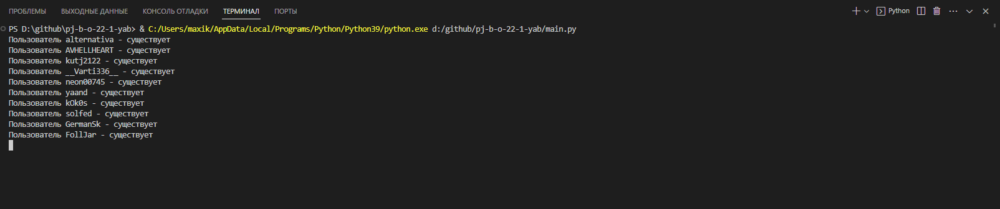 ПРОБЛЕМЫ ВЫХОДНЫЕ ДАННЫЕ КОНСОЛЬ ОТЛАДКИ ТЕРМИНАЛ ПОРТЫ Python
PS D:\github\pj-b-o-22-1-yab> & C:/Users/maxik/AppData/Local/Programs/Python/Python39/python.exe d:/github/pj-b-o-22-1-yab/main.py
Пользователь alternativa - существует
Пользователь AVHELLHEART - существует
Пользователь kutj2122 - существует
Пользователь __Varti336__ - существует
Пользователь neon00745 - существует
Пользователь yaand - существует
Пользователь kOk0s - существует
Пользователь solfed - существует
Пользователь GermanSk - существует
Пользователь FollJar - существует